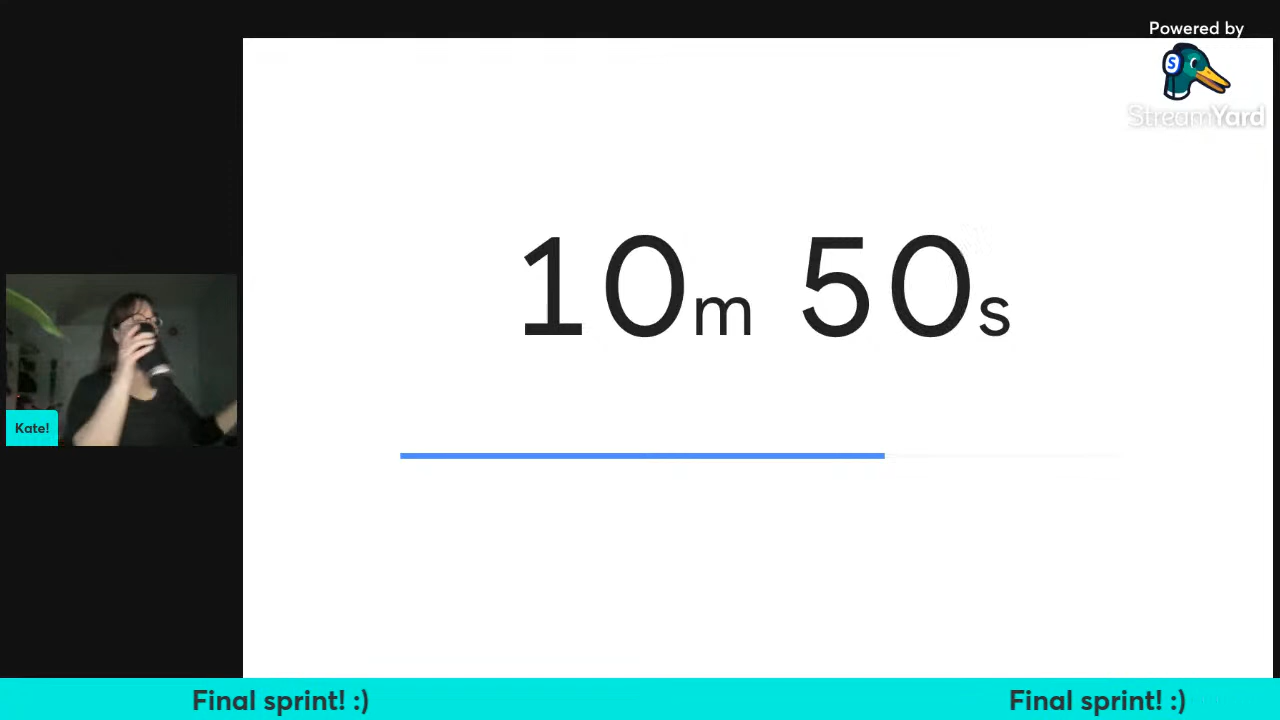 Powered by
S
StreamYard
10m 50s
Kate!
Final sprint! :)
Final sprint! :)